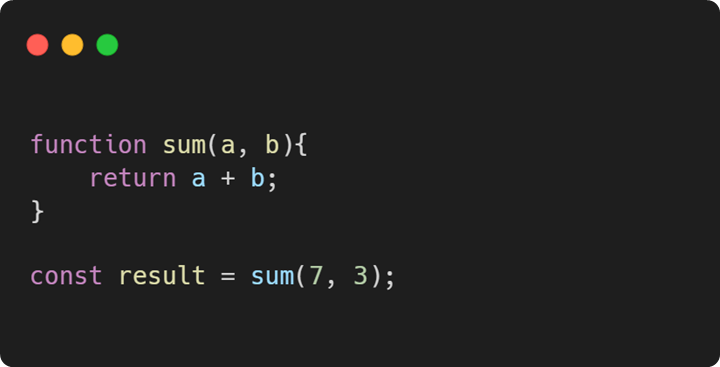 function sum(a, b){
    return a + b;
}

const result = sum(7, 3);